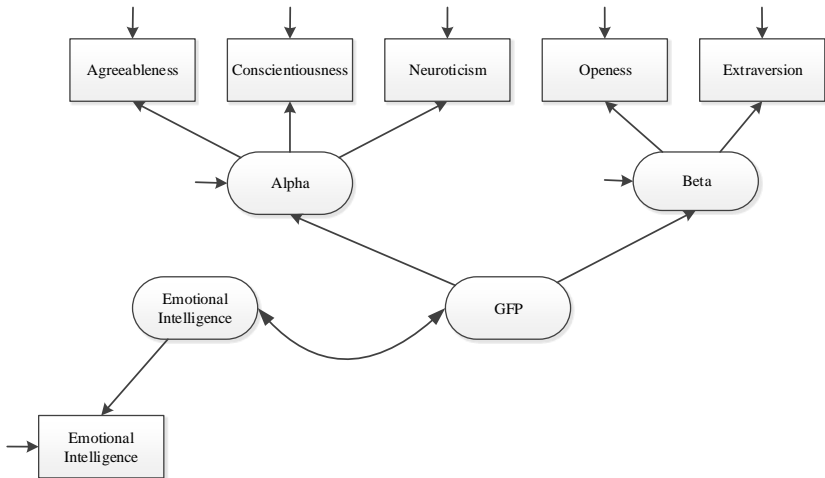 Agreeableness
Conscientiousness
Neuroticism
Openess
Extraversion
Alpha
Beta
Emotional
Intelligence
GFP
Emotional
Intelligence